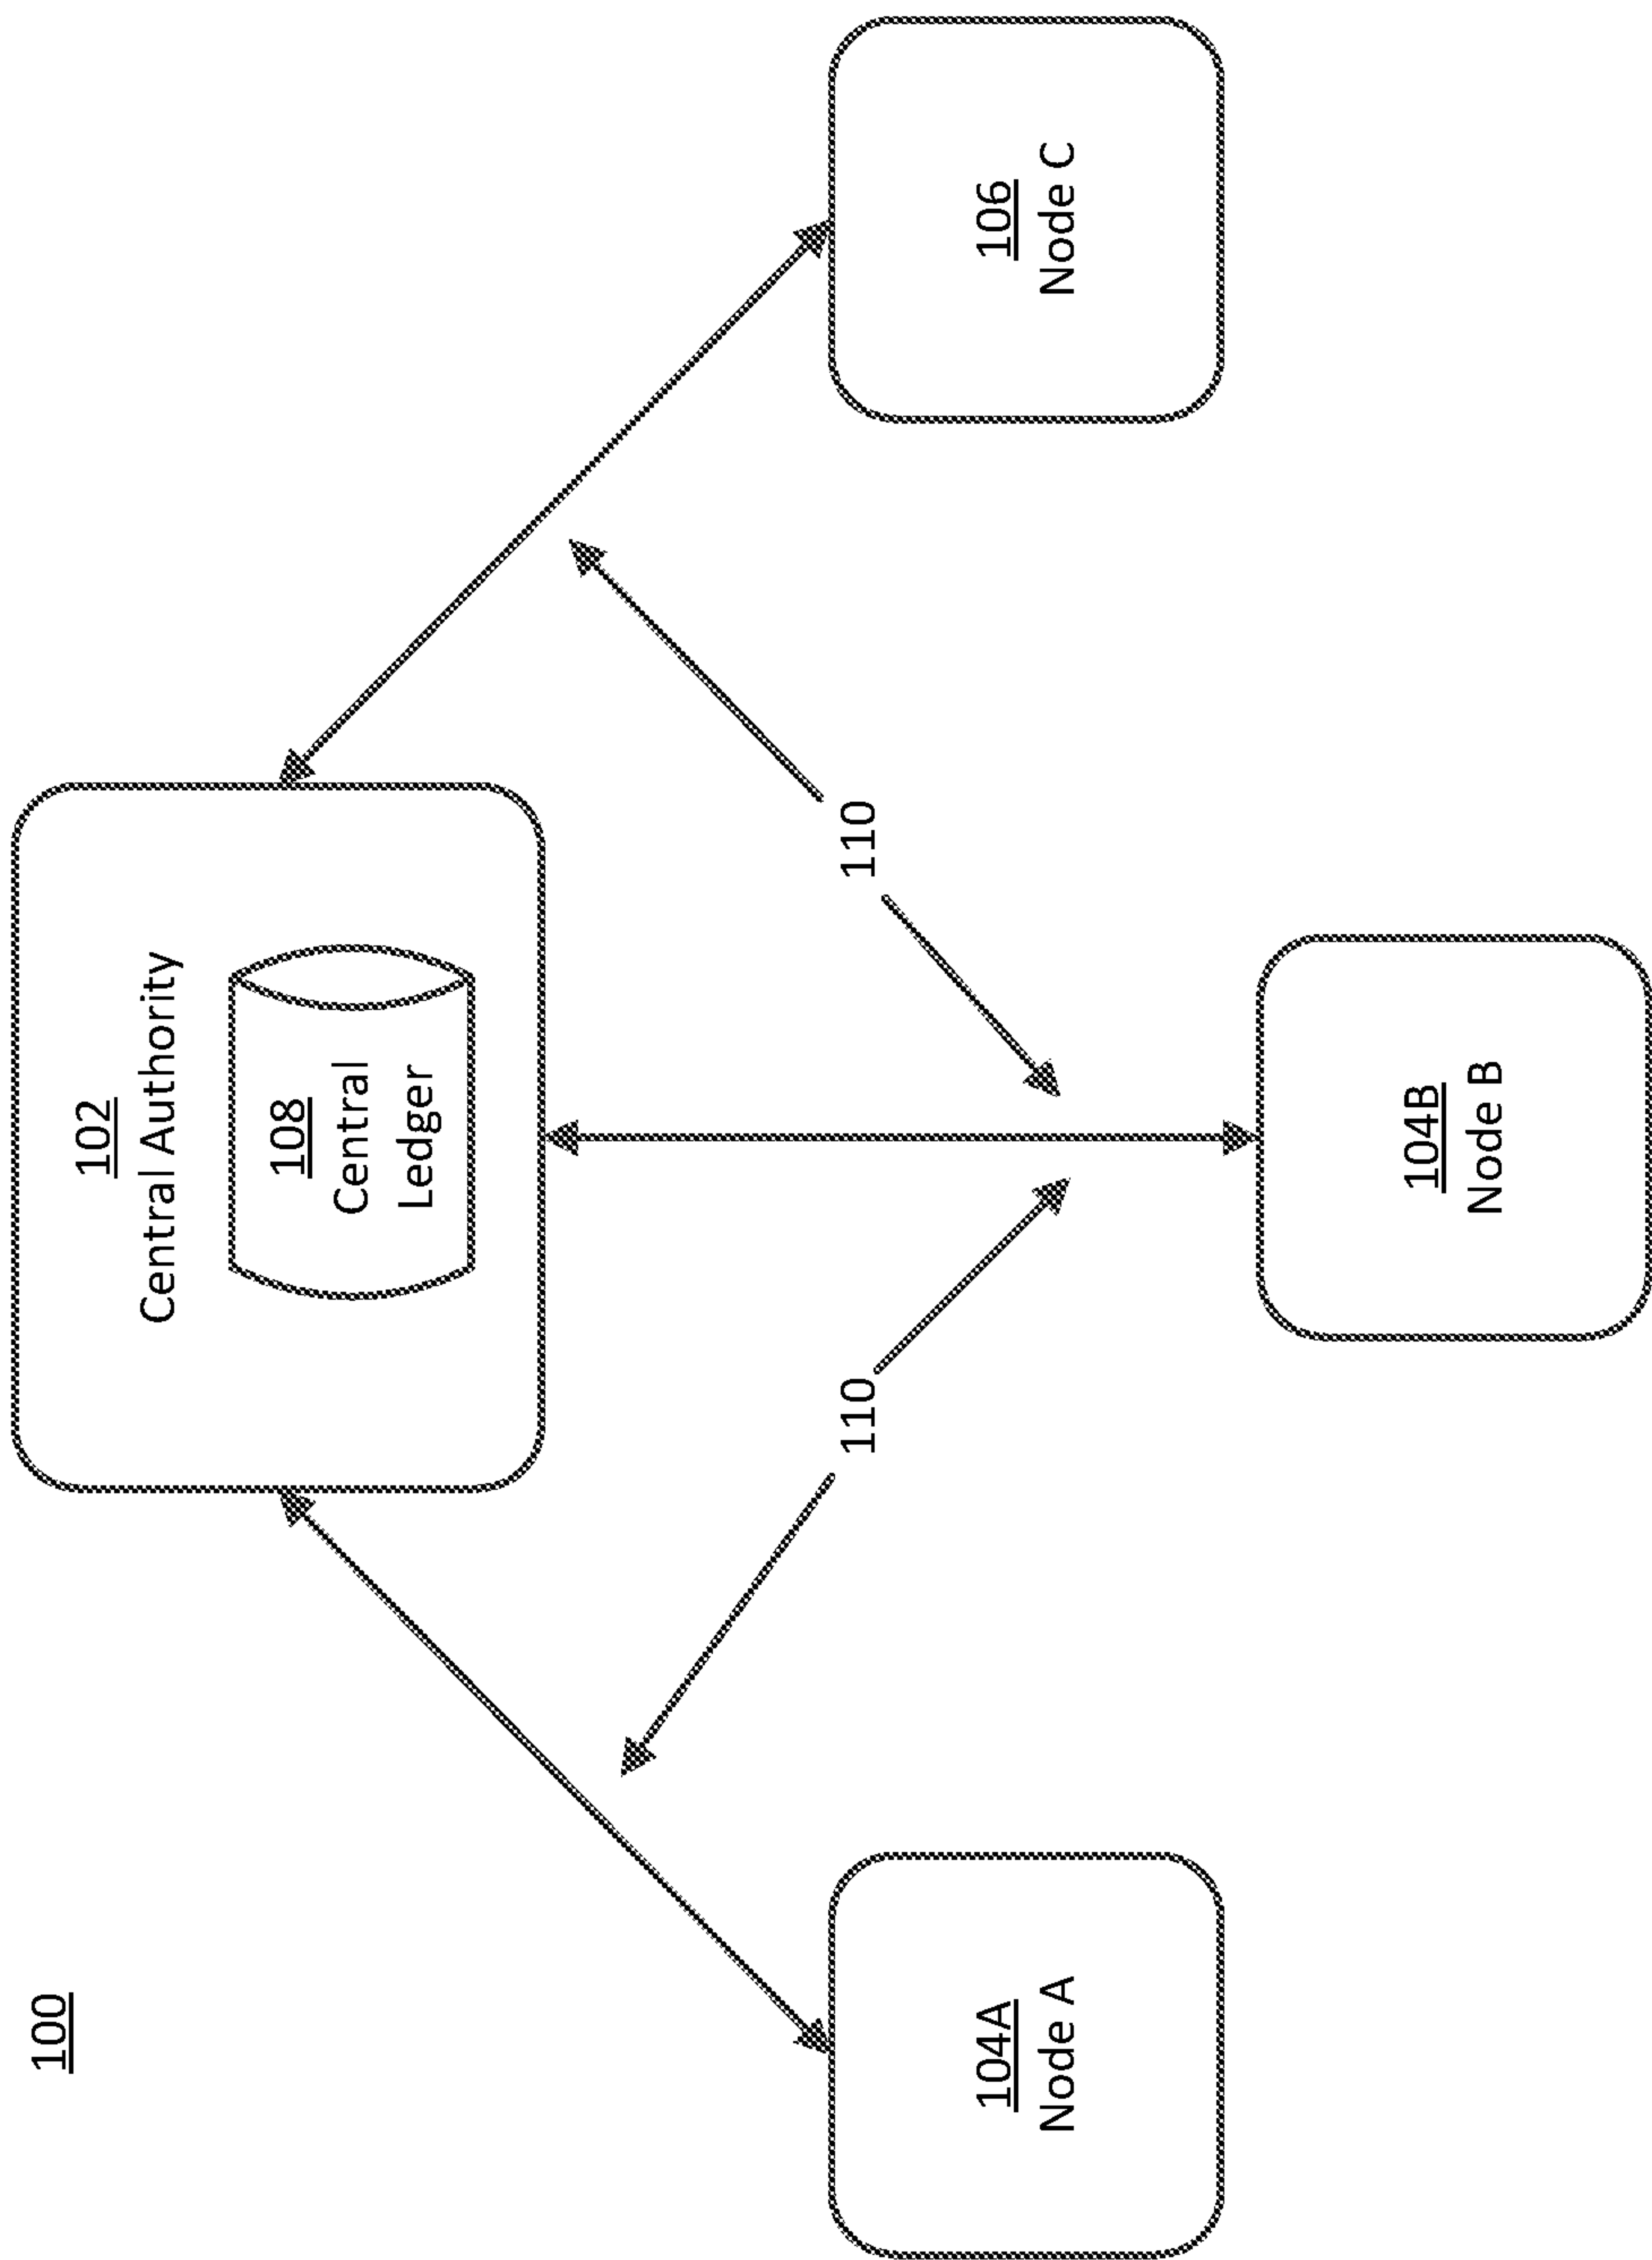 100
102
Central Authority
108
Central
Ledger
110
110
104A
Node A
106
Node C
104B
Node B